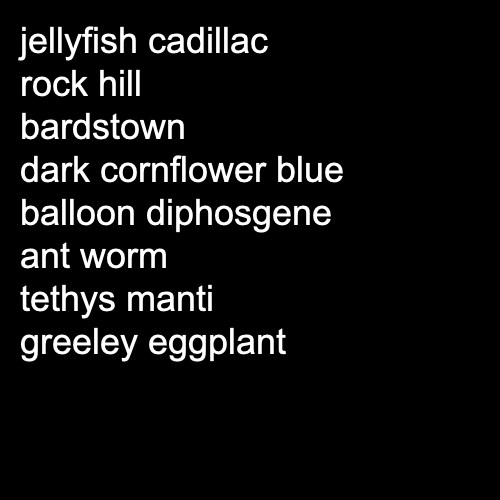 jellyfish cadillac
rock hill
bardstown
dark cornflower blue
balloon diphosgene
ant worm
tethys manti
greeley eggplant